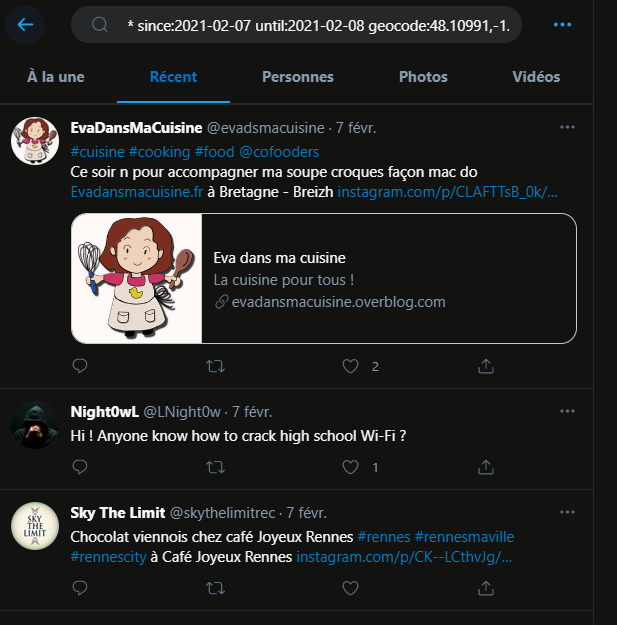 * since:2021-02-07 until:2021-02-08 geocode:48.10991,-1.
À la une
Récent
Personnes
Photos
Vidéos
EvaDansMaCuisine @evadsmacuisine · 7 févr.
#cuisine #cooking #food @cofooders
Ce soir n pour accompagner ma soupe croques façon mac do
Evadansmacuisine.fr à Bretagne - Breizh instagram.com/p/CLAFTTsB_0k/...
Eva dans ma cuisine
La cuisine pour tous !
evadansmacuisine.overblog.com
2
Night0wL @LNight0w · 7 févr.
Hi ! Anyone know how to crack high school Wi-Fi ?
1
SKY
THE
LIMIT
Sky The Limit @skythelimitrec · 7 févr.
Chocolat viennois chez café Joyeux Rennes #rennes #rennesmaville
#rennescity à Café Joyeux Rennes instagram.com/p/CK--LCthvJg/...